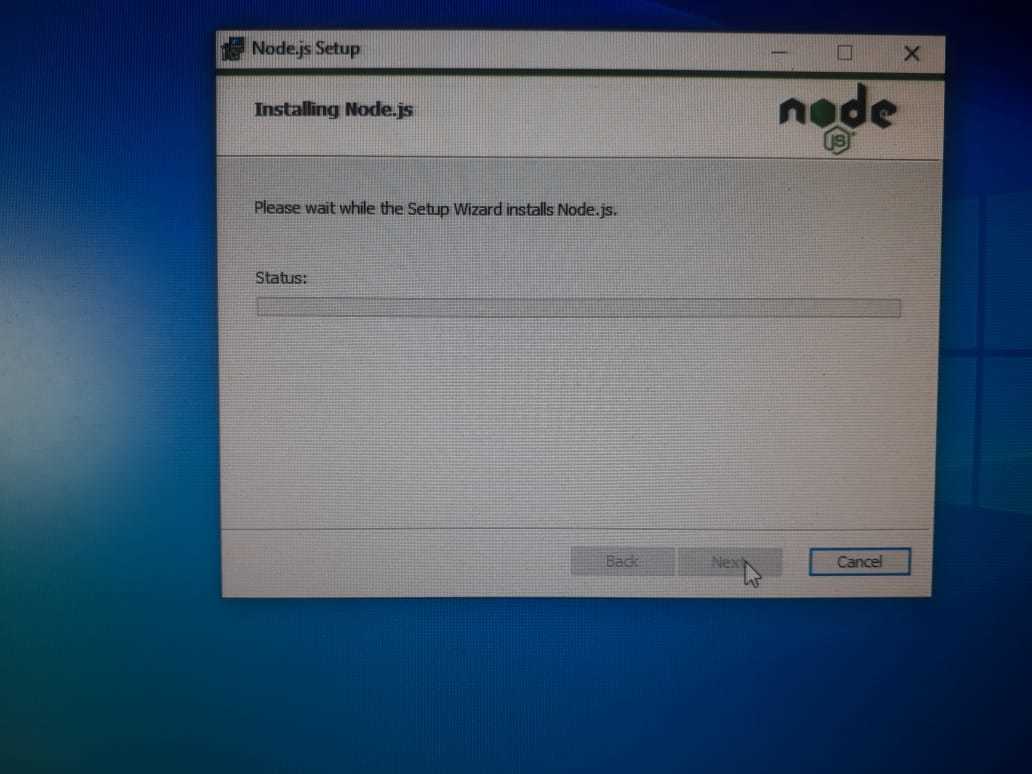 Node.js Setup
Installing Node.js
node
JS
Please wait while the Setup Wizard installs Node.js.
Status:
Back
Next
Cancel